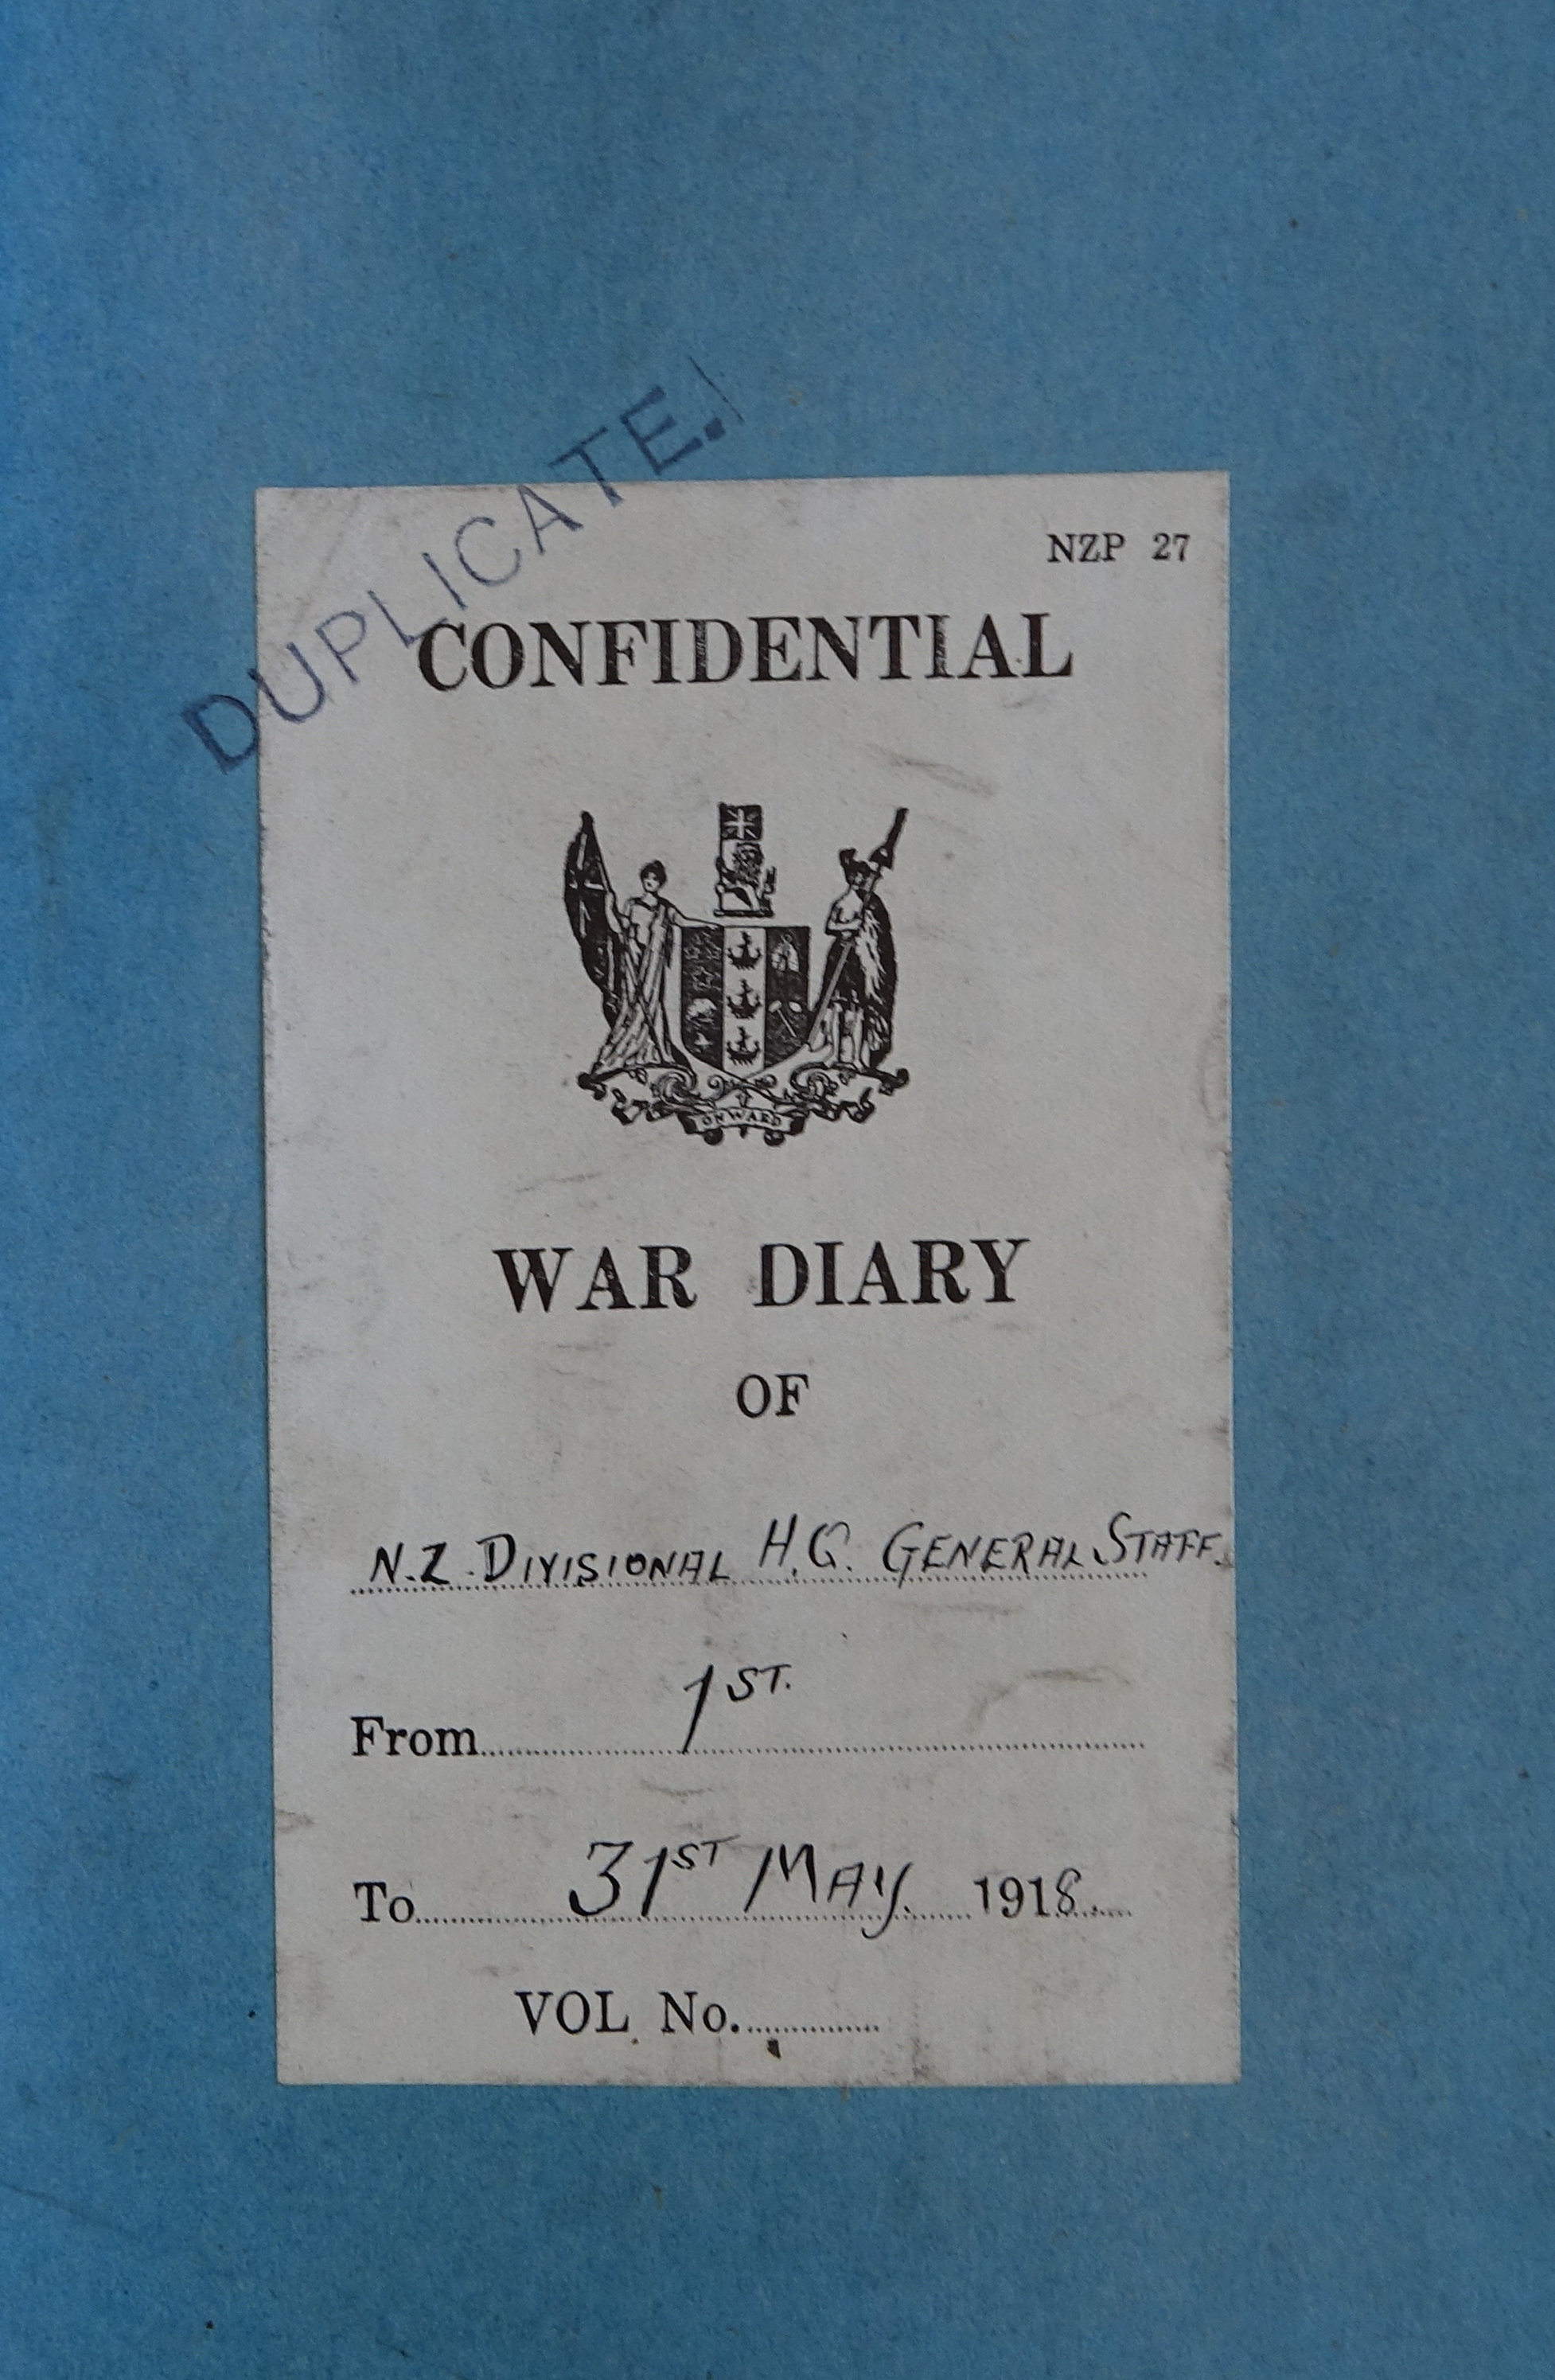 DUPLICATE.
NZP 27
CONFIDENTIAL
ONWARD
WAR DIARY
OF
N.Z. DIVISIONAL H.Q. GENERAL STAFF.
From 1ST.
To 31ST MAY. 1918.
VOL. No.